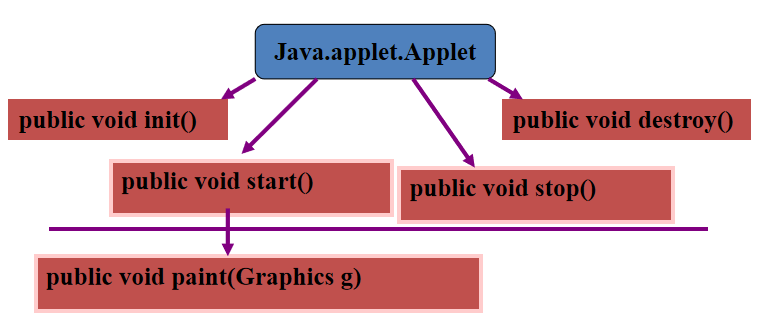 Java.applet.Applet
public void init()
public void destroy()
public void start()
public void stop()
public void paint(Graphics g)